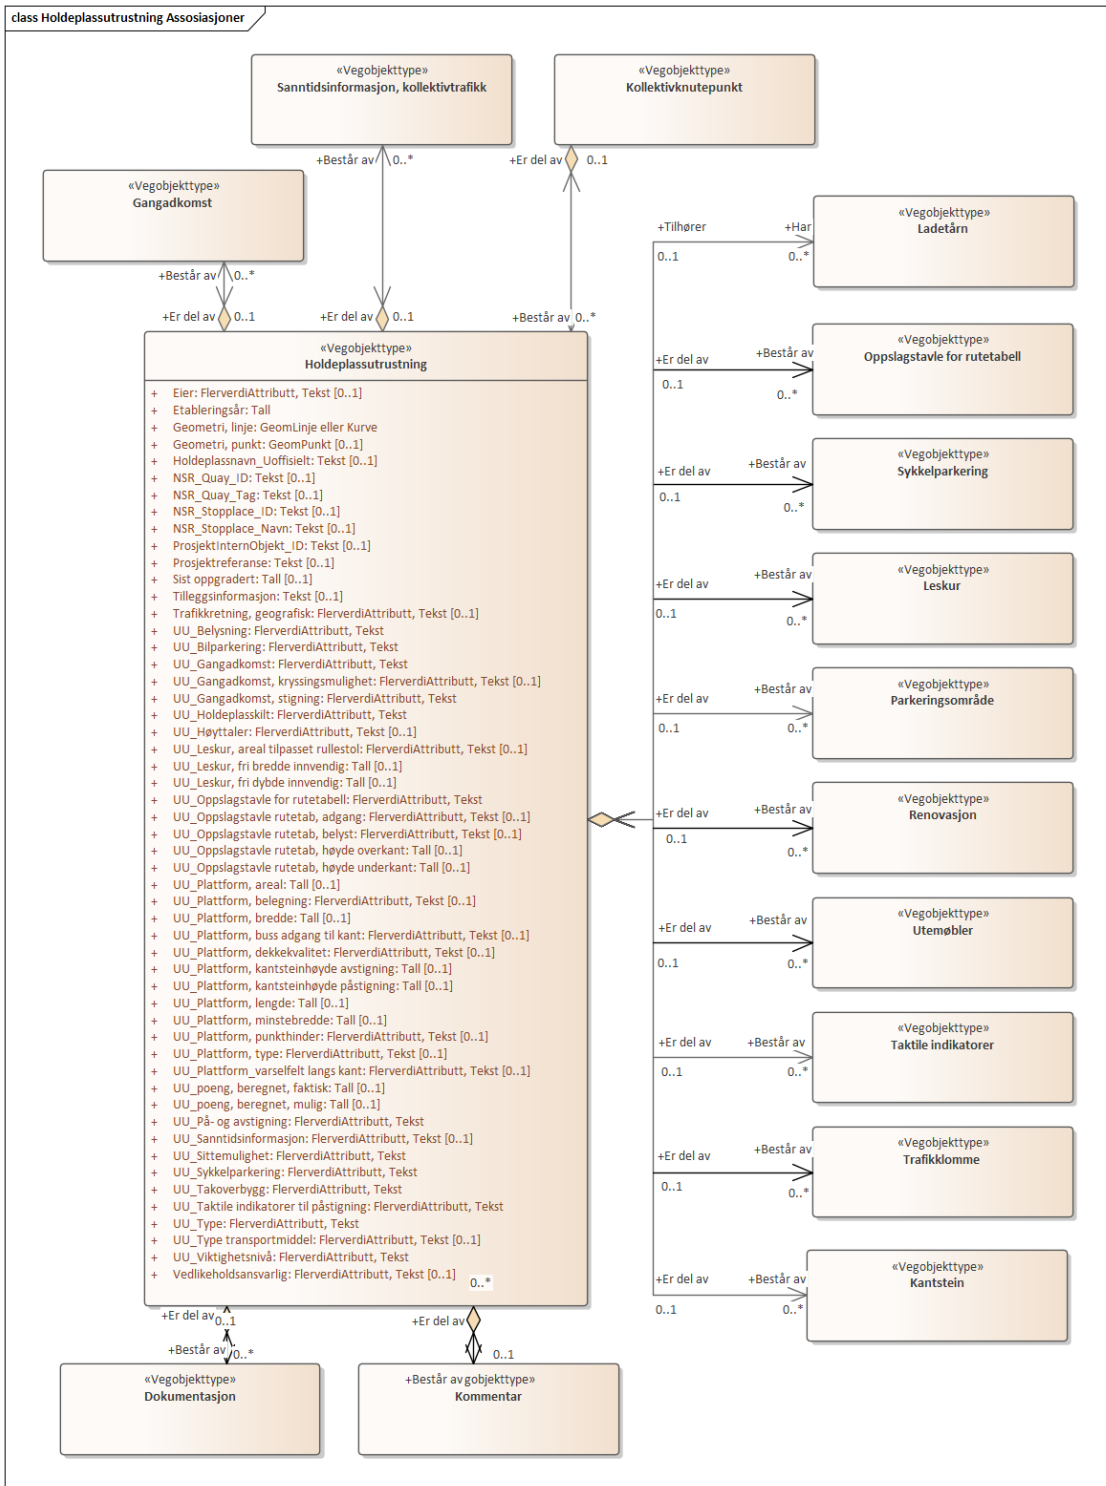 class Holdeplassutrustning Assosiasjoner
«Vegobjekttype»
Sanntidsinformasjon, kollektivtrafikk
«Vegobjekttype»
Kollektivknutepunkt
+Består av
0..*
+Er del av
0..1
«Vegobjekttype»
Gangadkomst
+Består av
0..*
+Er del av
0..1
+Er del av
0..1
+Består av
0..*
«Vegobjekttype»
Holdeplassutrustning
+ Eier: FlerverdiAttributt, Tekst [0..1]
+ Etableringsår: Tall
+ Geometri, linje: GeomLinje eller Kurve
+ Geometri, punkt: GeomPunkt [0..1]
+ Holdeplassnavn_Uoffisielt: Tekst [0..1]
+ NSR_Quay_ID: Tekst [0..1]
+ NSR_Quay_Tag: Tekst [0..1]
+ NSR_Stopplace_ID: Tekst [0..1]
+ NSR_Stopplace_Navn: Tekst [0..1]
+ ProsjektInternObjekt_ID: Tekst [0..1]
+ Prosjektreferanse: Tekst [0..1]
+ Sist oppgradert: Tall [0..1]
+ Tilleggsinformasjon: Tekst [0..1]
+ Trafikkretning, geografisk: FlerverdiAttributt, Tekst [0..1]
+ UU_Belysning: FlerverdiAttributt, Tekst
+ UU_Bilparkering: FlerverdiAttributt, Tekst
+ UU_Gangadkomst: FlerverdiAttributt, Tekst
+ UU_Gangadkomst, kryssingsmulighet: FlerverdiAttributt, Tekst [0..1]
+ UU_Gangadkomst, stigning: FlerverdiAttributt, Tekst
+ UU_Holdeplasskilt: FlerverdiAttributt, Tekst
+ UU_Høyttaler: FlerverdiAttributt, Tekst [0..1]
+ UU_Leskur, areal tilpasset rullestol: FlerverdiAttributt, Tekst [0..1]
+ UU_Leskur, fri bredde innvendig: Tall [0..1]
+ UU_Leskur, fri dybde innvendig: Tall [0..1]
+ UU_Oppslagstavle for rutetabell: FlerverdiAttributt, Tekst
+ UU_Oppslagstavle rutetab, adgang: FlerverdiAttributt, Tekst [0..1]
+ UU_Oppslagstavle rutetab, belyst: FlerverdiAttributt, Tekst [0..1]
+ UU_Oppslagstavle rutetab, høyde overkant: Tall [0..1]
+ UU_Oppslagstavle rutetab, høyde underkant: Tall [0..1]
+ UU_Plattform, areal: Tall [0..1]
+ UU_Plattform, belegning: FlerverdiAttributt, Tekst [0..1]
+ UU_Plattform, bredde: Tall [0..1]
+ UU_Plattform, buss adgang til kant: FlerverdiAttributt, Tekst [0..1]
+ UU_Plattform, dekkekvalitet: FlerverdiAttributt, Tekst [0..1]
+ UU_Plattform, kantsteinhøyde avstigning: Tall [0..1]
+ UU_Plattform, kantsteinhøyde påstigning: Tall [0..1]
+ UU_Plattform, lengde: Tall [0..1]
+ UU_Plattform, minstebredde: Tall [0..1]
+ UU_Plattform, punkthinder: FlerverdiAttributt, Tekst [0..1]
+ UU_Plattform, type: FlerverdiAttributt, Tekst [0..1]
+ UU_Plattform_varselfelt langs kant: FlerverdiAttributt, Tekst [0..1]
+ UU_poeng, beregnet, faktisk: Tall [0..1]
+ UU_poeng, beregnet, mulig: Tall [0..1]
+ UU_På- og avstigning: FlerverdiAttributt, Tekst
+ UU_Sanntidsinformasjon: FlerverdiAttributt, Tekst [0..1]
+ UU_Sittemulighet: FlerverdiAttributt, Tekst
+ UU_Sykkelparkering: FlerverdiAttributt, Tekst
+ UU_Takoverbygg: FlerverdiAttributt, Tekst
+ UU_Taktile indikatorer til påstigning: FlerverdiAttributt, Tekst
+ UU_Type: FlerverdiAttributt, Tekst
+ UU_Type transportmiddel: FlerverdiAttributt, Tekst [0..1]
+ UU_Viktighetsnivå: FlerverdiAttributt, Tekst
+ Vedlikeholdsansvarlig: FlerverdiAttributt, Tekst [0..1]
0..*
+Tilhører
+Har
0..1
0..*
«Vegobjekttype»
Ladetårn
+Er del av
+Består av
0..1
0..*
«Vegobjekttype»
Oppslagstavle for rutetabell
+Er del av
+Består av
0..1
0..*
«Vegobjekttype»
Sykkelparkering
+Er del av
+Består av
0..1
0..*
«Vegobjekttype»
Leskur
+Er del av
+Består av
0..1
0..*
«Vegobjekttype»
Parkeringsområde
+Er del av
+Består av
0..1
0..*
«Vegobjekttype»
Renovasjon
+Er del av
+Består av
0..1
0..*
«Vegobjekttype»
Utemøbler
+Er del av
+Består av
0..1
0..*
«Vegobjekttype»
Taktile indikatorer
+Er del av
+Består av
0..1
0..*
«Vegobjekttype»
Trafikklomme
+Er del av
+Består av
0..1
0..*
«Vegobjekttype»
Kantstein
+Er del av
0..1
+Består av
0..*
«Vegobjekttype»
Dokumentasjon
+Er del av
0..1
+Består av gobjekttype»
Kommentar